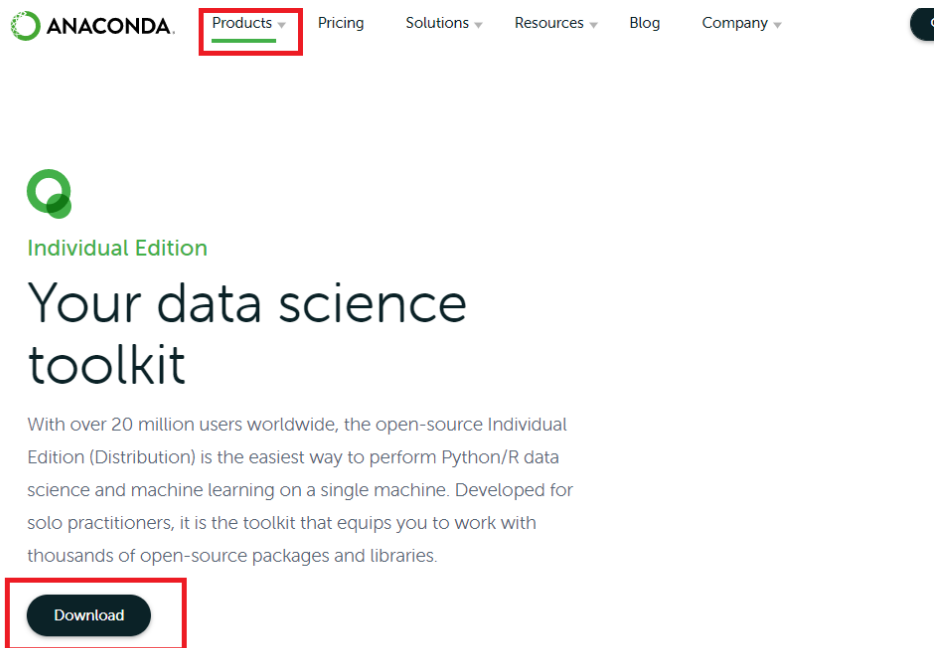 ANACONDA.
Products
Pricing
Solutions
Resources
Blog
Company
Individual Edition
Your data science
toolkit
With over 20 million users worldwide, the open-source Individual
Edition (Distribution) is the easiest way to perform Python/R data
science and machine learning on a single machine. Developed for
solo practitioners, it is the toolkit that equips you to work with
thousands of open-source packages and libraries.
Download